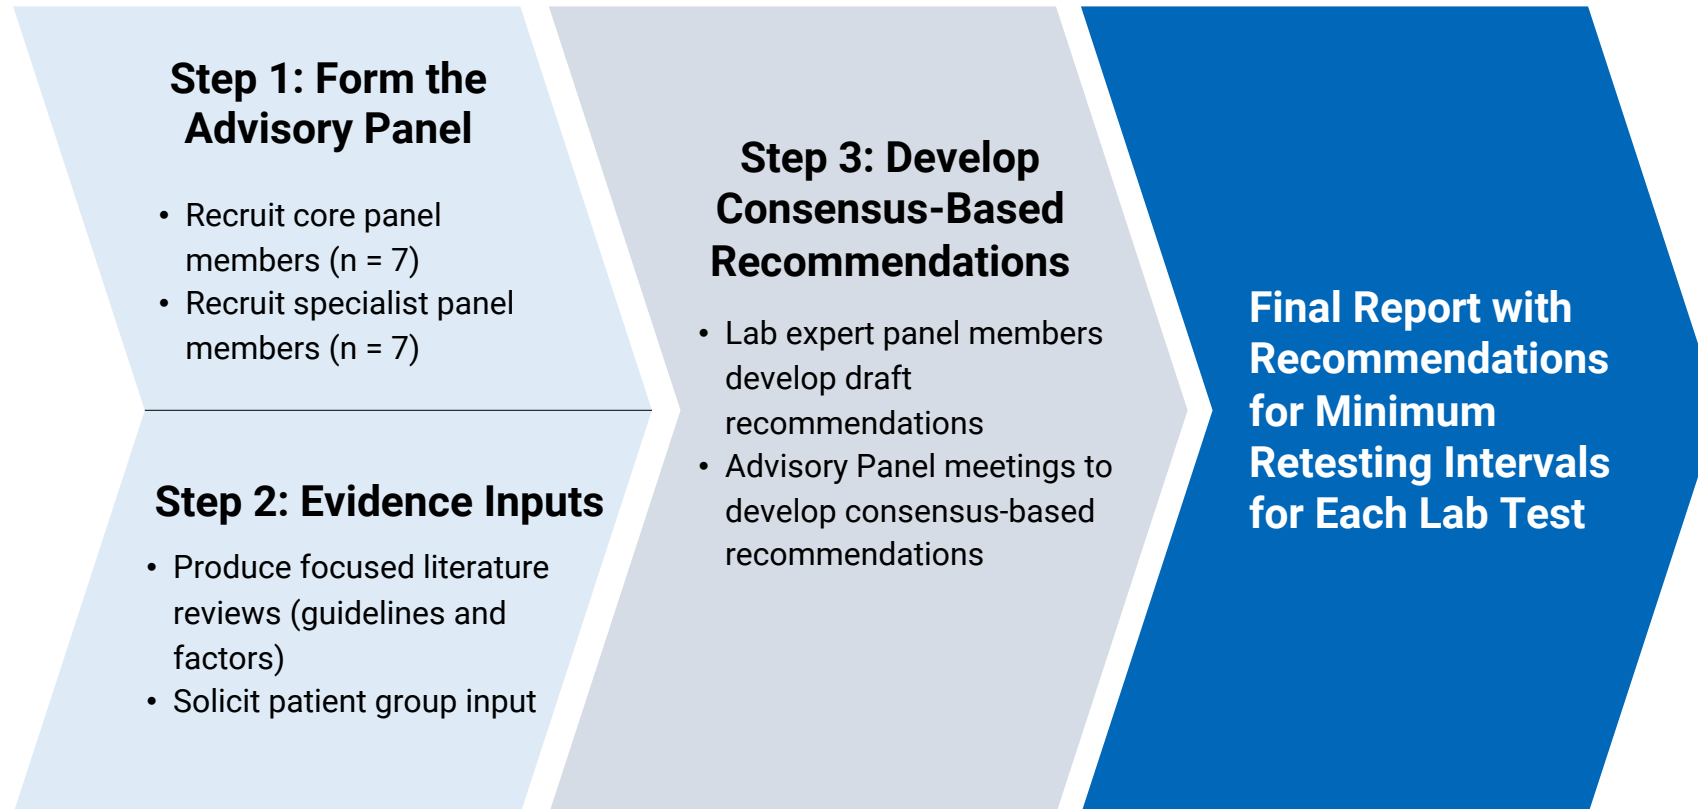 Step 1: Form the
Advisory Panel
• Recruit core panel
members (n = 7)
• Recruit specialist panel
members (n = 7)
Step 2: Evidence Inputs
• Produce focused literature
reviews (guidelines and
factors)
• Solicit patient group input
Step 3: Develop
Consensus-Based
Recommendations
• Lab expert panel members
develop draft
recommendations
• Advisory Panel meetings to
develop consensus-based
recommendations
Final Report with
Recommendations
for Minimum
Retesting Intervals
for Each Lab Test